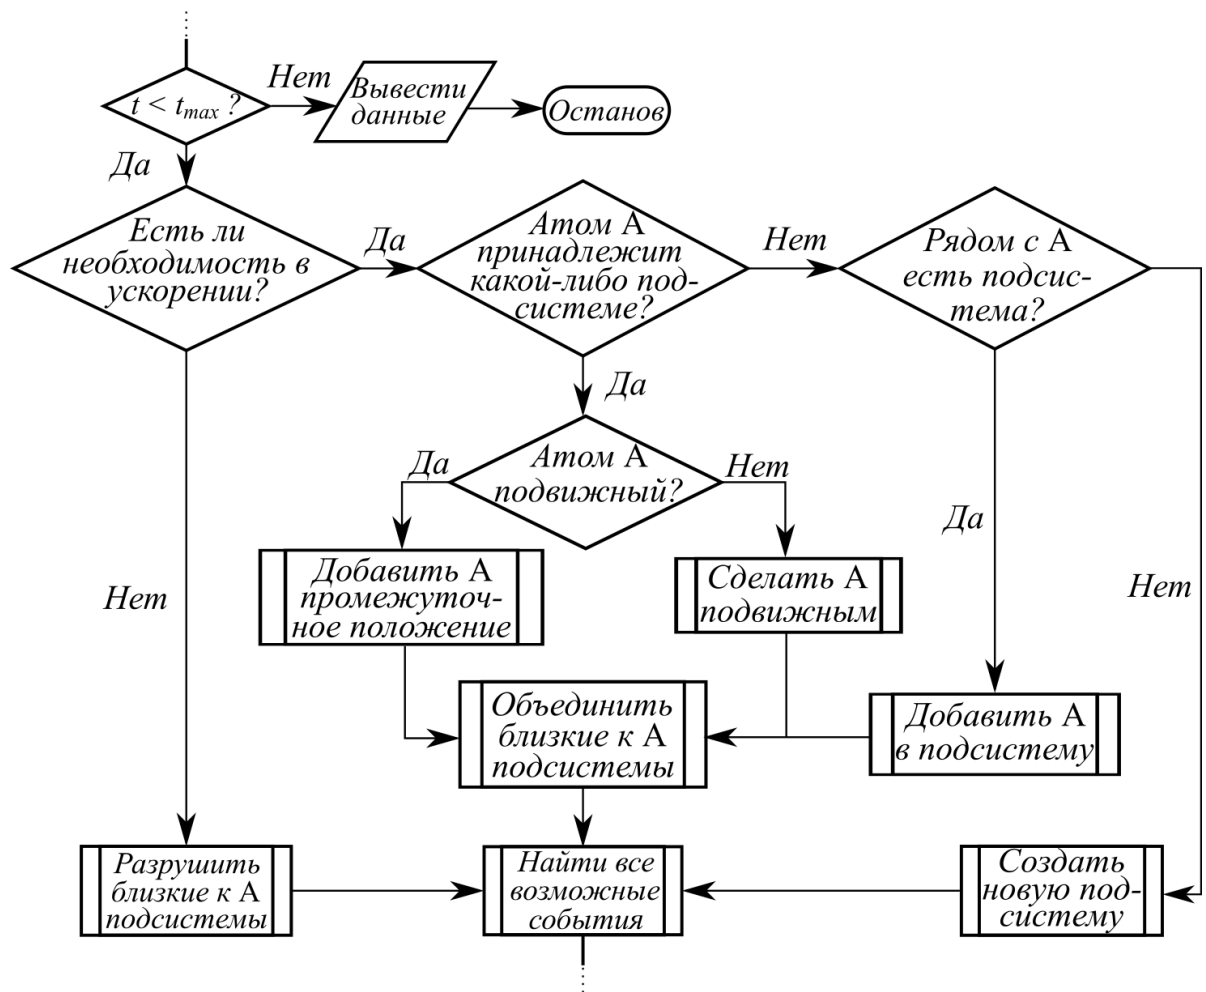 Нет
t < tmax ?
Вывести
данные
Останов
Да
Есть ли
необходимость в
ускорении?
Да
Атом А
принадлежит
какой-либо под-
системе?
Нет
Рядом с А
есть подсис-
тема?
Да
Да
Атом А
подвижный?
Нет
Да
Нет
Нет
Добавить А
промежуточ-
ное положение
Сделать А
подвижным
Объединить
близкие к А
подсистемы
Добавить А
в подсистему
Разрушить
близкие к А
подсистемы
Найти все
возможные
события
Создать
новую под-
систему